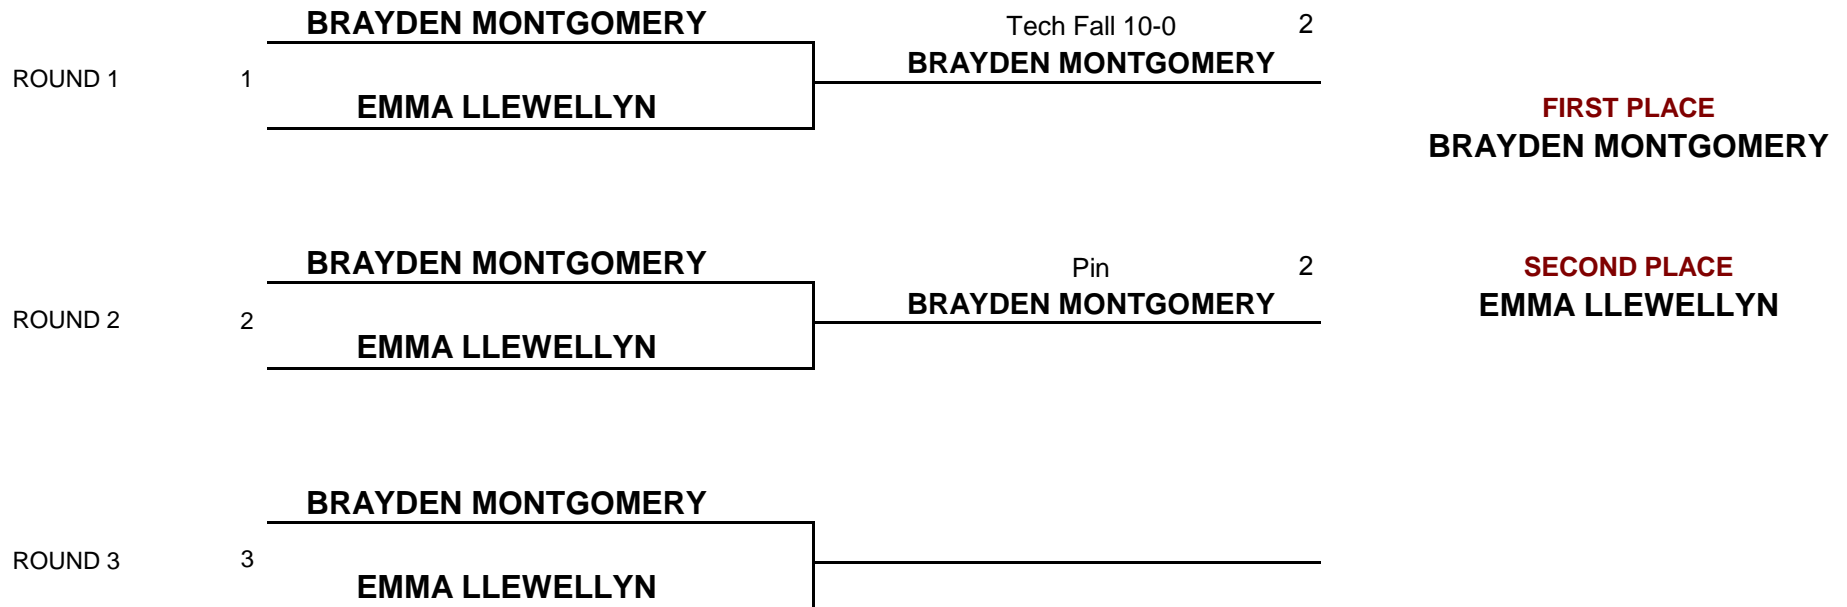 BRAYDEN MONTGOMERY
Tech Fall 10-0 2
ROUND 1 1
BRAYDEN MONTGOMERY
EMMA LLEWELLYN
FIRST PLACE
BRAYDEN MONTGOMERY
BRAYDEN MONTGOMERY
Pin 2
SECOND PLACE
ROUND 2 2
BRAYDEN MONTGOMERY
EMMA LLEWELLYN
EMMA LLEWELLYN
BRAYDEN MONTGOMERY
ROUND 3 3
EMMA LLEWELLYN